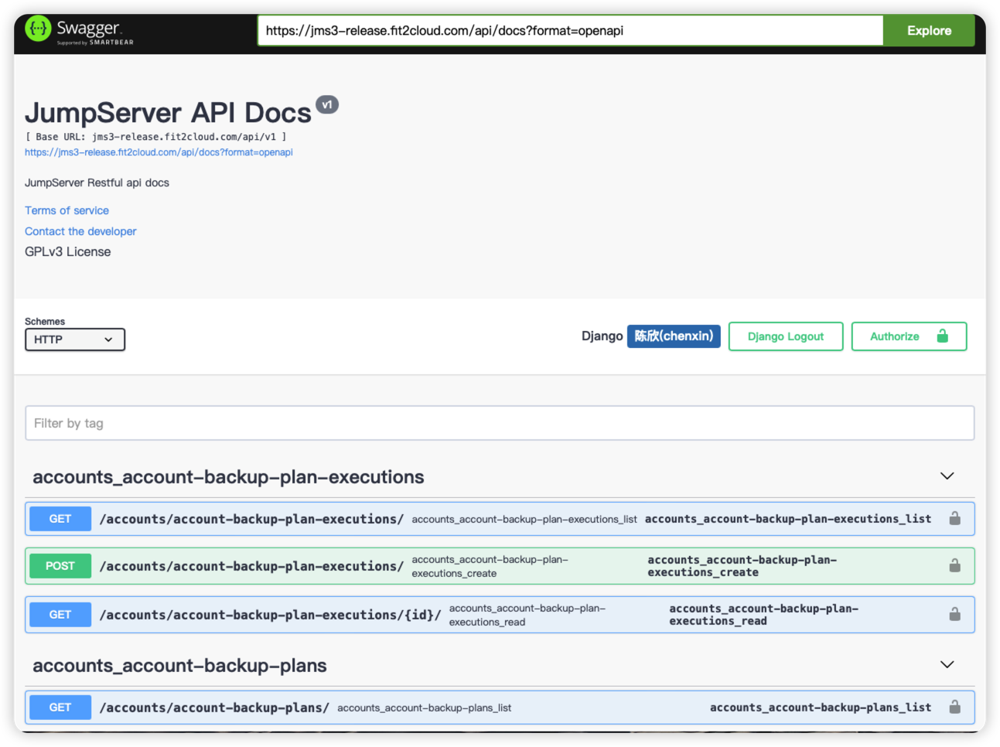 Swagger
Supported by SMARTBEAR
https://jms3-release.fit2cloud.com/api/docs?format=openapi
Explore
JumpServer API Docs v1
[ Base URL: jms3-release.fit2cloud.com/api/v1 ]
https://jms3-release.fit2cloud.com/api/docs?format=openapi
JumpServer Restful api docs
Terms of service
Contact the developer
GPLv3 License
Schemes
HTTP
Django 陈欣(chenxin) Django Logout Authorize
Filter by tag
accounts_account-backup-plan-executions
GET /accounts/account-backup-plan-executions/ accounts_account-backup-plan-executions_list accounts_account-backup-plan-executions_list
POST /accounts/account-backup-plan-executions/
accounts_account-backup-plan-
executions_create
accounts_account-backup-plan-
executions_create
GET /accounts/account-backup-plan-executions/{id}/
accounts_account-backup-plan-
executions_read
accounts_account-backup-plan-
executions_read
accounts_account-backup-plans
GET /accounts/account-backup-plans/ accounts_account-backup-plans_list accounts_account-backup-plans_list